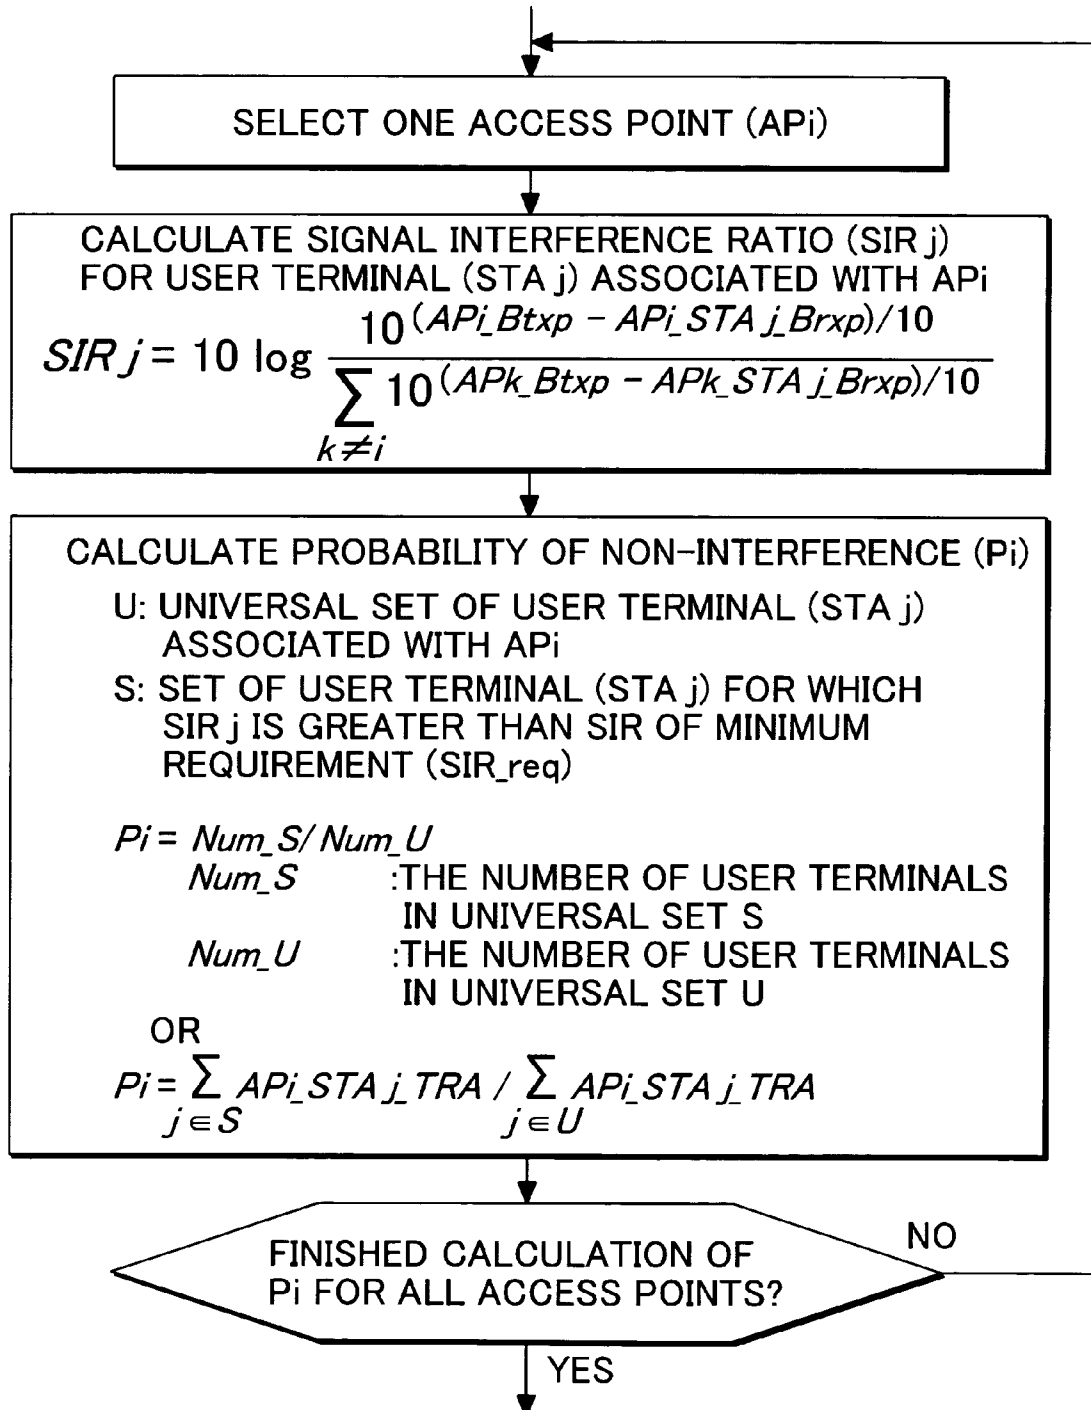 SELECT ONE ACCESS POINT (APi)
CALCULATE SIGNAL INTERFERENCE RATIO (SIR j)
FOR USER TERMINAL (STA j) ASSOCIATED WITH APi
SIR j = 10 log 10^(APi_Btxp − APi_STA j_Brxp)/10 / ∑ k≠i 10^(APk_Btxp − APk_STA j_Brxp)/10
CALCULATE PROBABILITY OF NON-INTERFERENCE (Pi)
U: UNIVERSAL SET OF USER TERMINAL (STA j)
ASSOCIATED WITH APi
S: SET OF USER TERMINAL (STA j) FOR WHICH
SIR j IS GREATER THAN SIR OF MINIMUM
REQUIREMENT (SIR_req)
Pi = Num_S/Num_U
Num_S :THE NUMBER OF USER TERMINALS
IN UNIVERSAL SET S
Num_U :THE NUMBER OF USER TERMINALS
IN UNIVERSAL SET U
OR
Pi = ∑ j∈S APi_STA j_TRA / ∑ j∈U APi_STA j_TRA
FINISHED CALCULATION OF
Pi FOR ALL ACCESS POINTS?
NO
YES